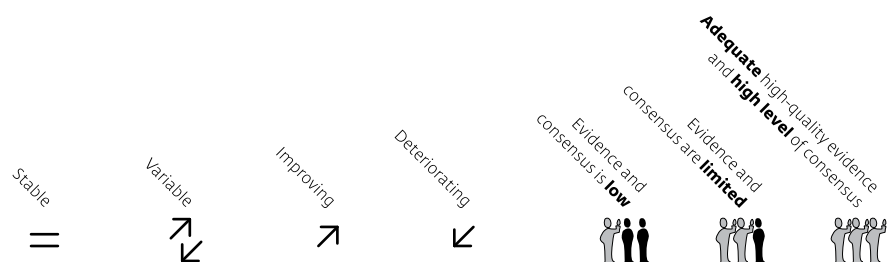 Stable
Variable
Improving
Deteriorating
Evidence and
consensus is low
Evidence and
consensus are limited
Adequate high-quality evidence
and high level of consensus